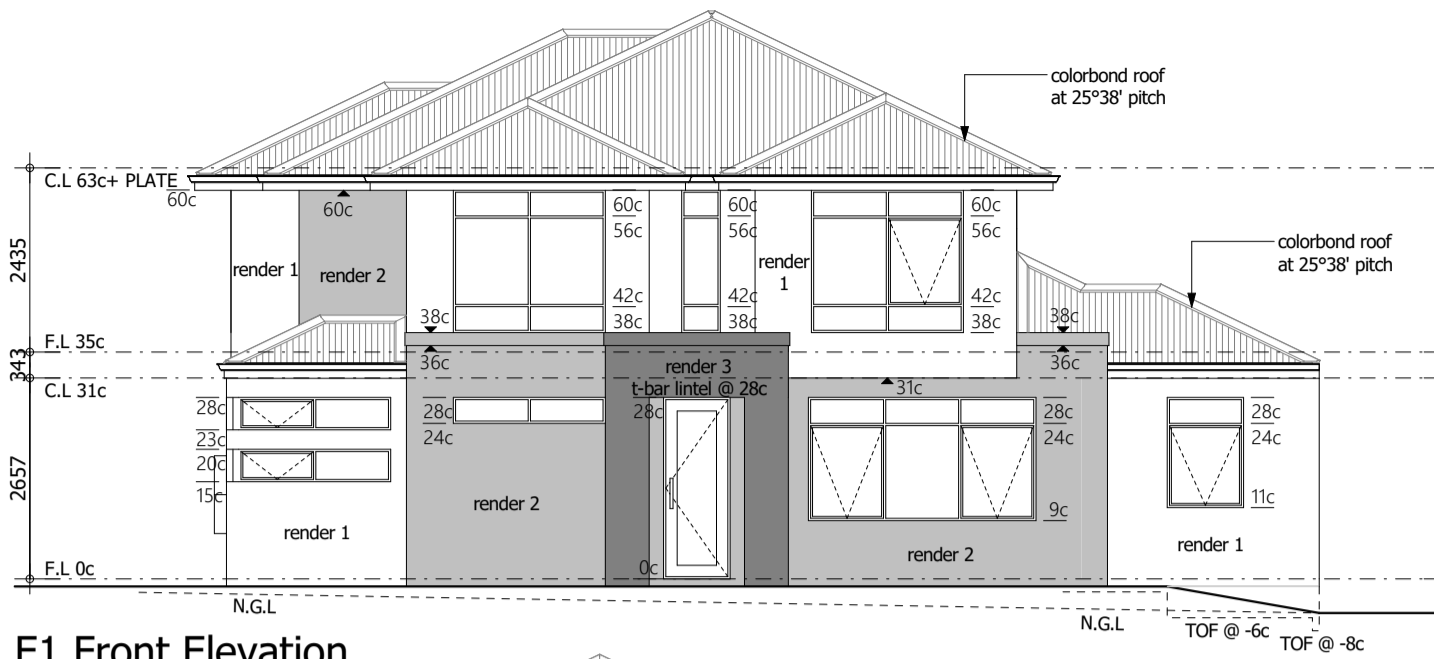 colorbond roof
at 25°38' pitch
C.L 63c+ PLATE
60c
60c
60c
56c
60c
56c
60c
56c
2435
render 1
render 2
render
1
colorbond roof
at 25°38' pitch
42c
38c
42c
38c
42c
38c
38c
36c
38c
36c
F.L 35c
343
C.L 31c
render 3
t-bar lintel @ 28c
31c
28c
23c
20c
15c
28c
24c
28c
28c
24c
28c
24c
2657
render 1
render 2
9c
11c
render 2
render 1
F.L 0c
0c
N.G.L
N.G.L
TOF @ -6c
TOF @ -8c
E1 Front Elevation